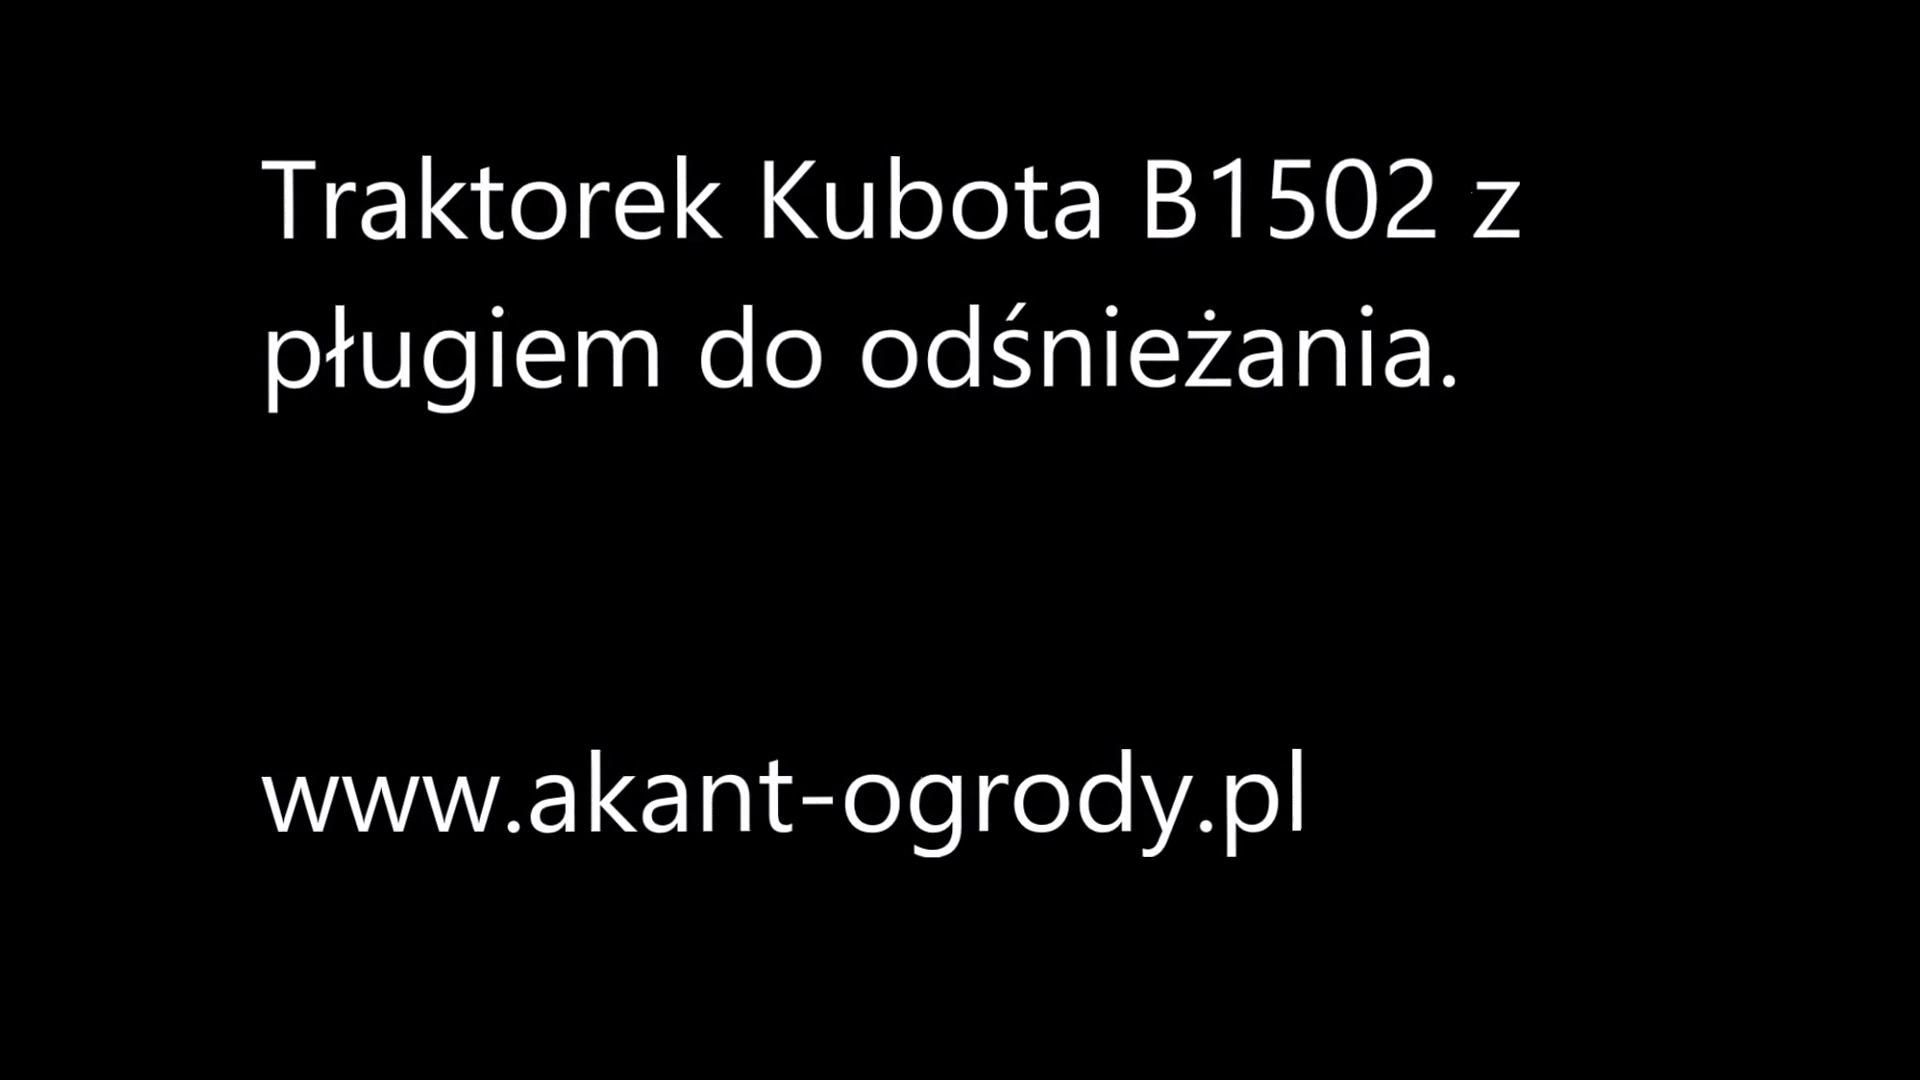 Traktorek Kubota B1502 z
pługiem do odśnieżania.
www.akant-ogrody.pl